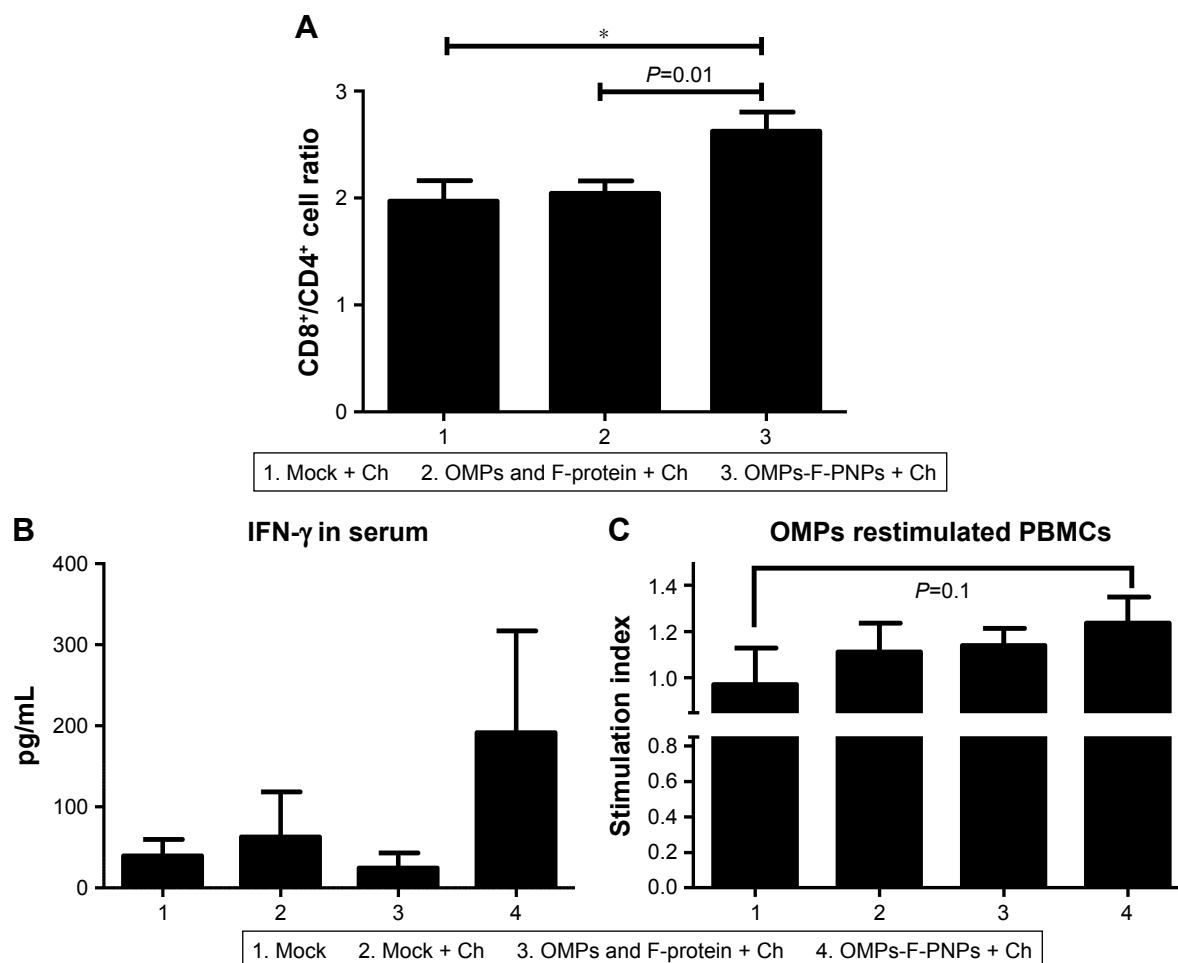 A
*
P=0.01
CD8⁺/CD4⁺ cell ratio
3
2
1
0
1 2 3
1. Mock + Ch 2. OMPs and F-protein + Ch 3. OMPs-F-PNPs + Ch
B
IFN-γ in serum
pg/mL
400
300
200
100
0
1 2 3 4
C
OMPs restimulated PBMCs
P=0.1
Stimulation index
1.4
1.2
1.0
0.8
0.6
0.4
0.2
0.0
1 2 3 4
1. Mock 2. Mock + Ch 3. OMPs and F-protein + Ch 4. OMPs-F-PNPs + Ch